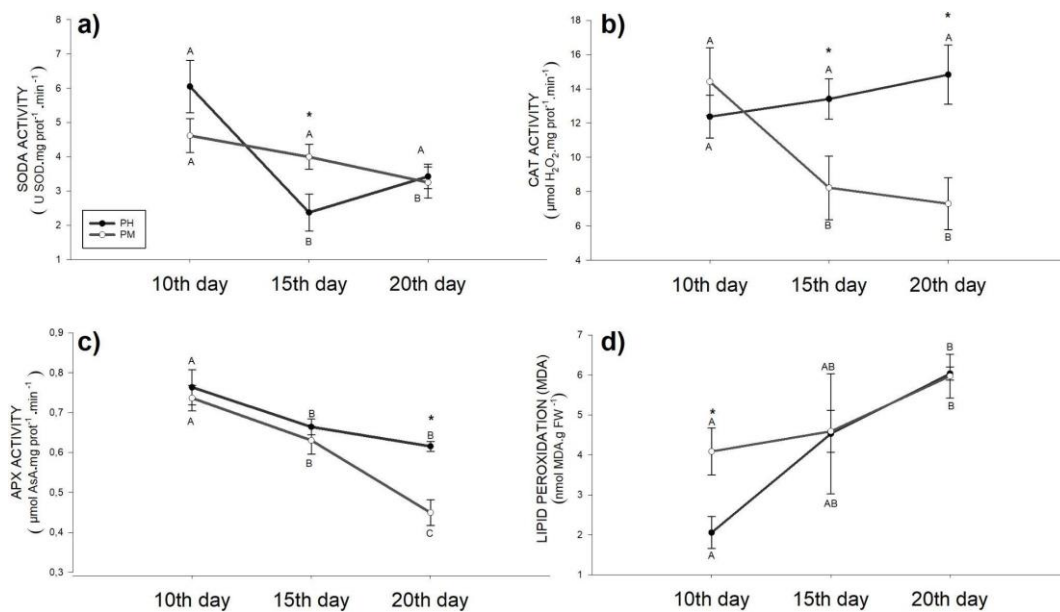 a)
SODA ACTIVITY
( U SOD.mg prot⁻¹ .min⁻¹ )
8
7
6
5
4
3
2
1
A
A
*
A
B
A
B
PH
PM
10th day 15th day 20th day
b)
CAT ACTIVITY
( µmol H₂O₂.mg prot⁻¹.min⁻¹ )
18
16
14
12
10
8
6
4
A
A
*
A
B
*
A
B
10th day 15th day 20th day
c)
APX ACTIVITY
( µmol AsA.mg prot⁻¹ .min⁻¹ )
0,9
0,8
0,7
0,6
0,5
0,4
0,3
A
A
B
B
*
B
C
10th day 15th day 20th day
d)
LIPID PEROXIDATION (MDA)
(nmol MDA.g FW⁻¹)
7
6
5
4
3
2
1
*
A
A
AB
AB
B
B
10th day 15th day 20th day